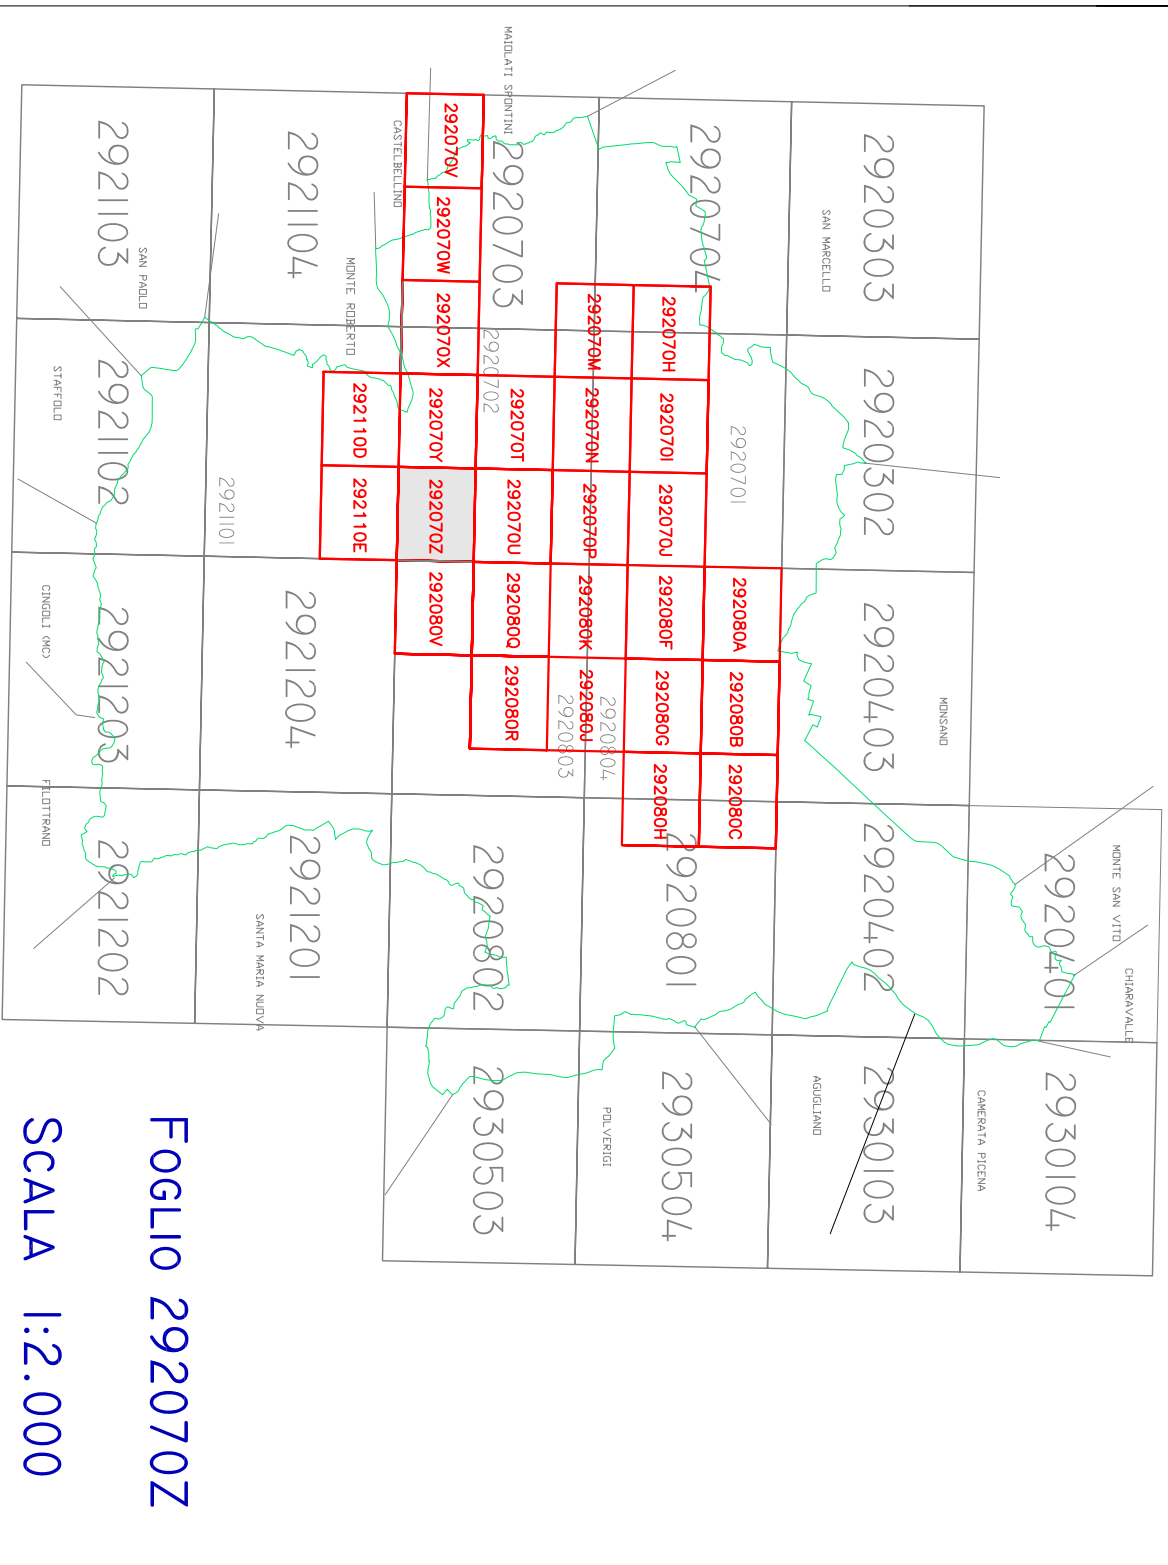 CHIARAVALLE
MONTE SAN VITO
2920401
2930104
CAMERATA PICENA
MONSANO
2920303
2920302
2920403
2920402
2930103
SAN MARCELLO
AGUGLIANO
2920701
292080A
292080B
292080C
2920704
2920801
2930504
292070H
292070I
292070J
292080F
292080G
292080H
2920804
POLVERIGI
292070M
292070N
292070P
292080K
292080J
2920803
MAIOLATI SPONTINI
2920703
292070T
292070U
292080Q
292080R
2920702
2920802
2930503
292070V
292070W
292070X
292070Y
292070Z
292080V
CASTELBELLINO
292110D
292110E
MONTE ROBERTO
2921104
2921204
2921201
SANTA MARIA NUOVA
2921101
SAN PAOLO
2921103
2921102
2921203
2921202
STAFFOLO
CINGOLI (MC)
FILOTTRANO
FOGLIO 292070Z
SCALA 1:2.000